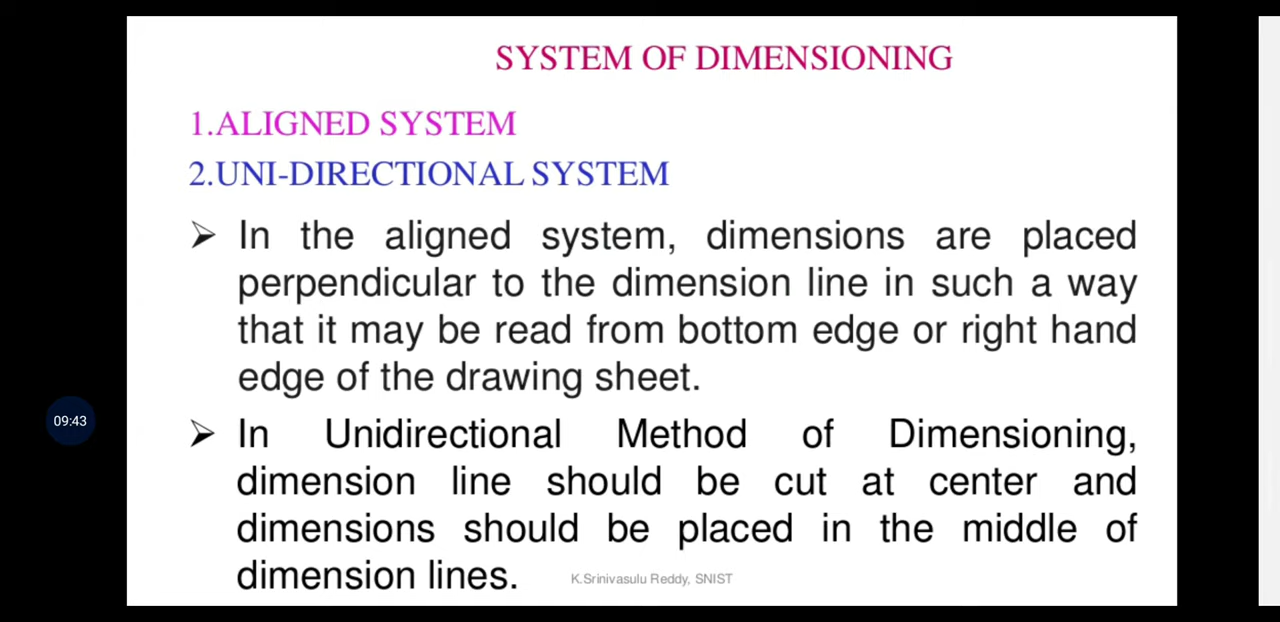 SYSTEM OF DIMENSIONING
1.ALIGNED SYSTEM
2.UNI-DIRECTIONAL SYSTEM
➢ In the aligned system, dimensions are placed
perpendicular to the dimension line in such a way
that it may be read from bottom edge or right hand
edge of the drawing sheet.
09:43
➢ In Unidirectional Method of Dimensioning,
dimension line should be cut at center and
dimensions should be placed in the middle of
dimension lines.
K.Srinivasulu Reddy, SNIST